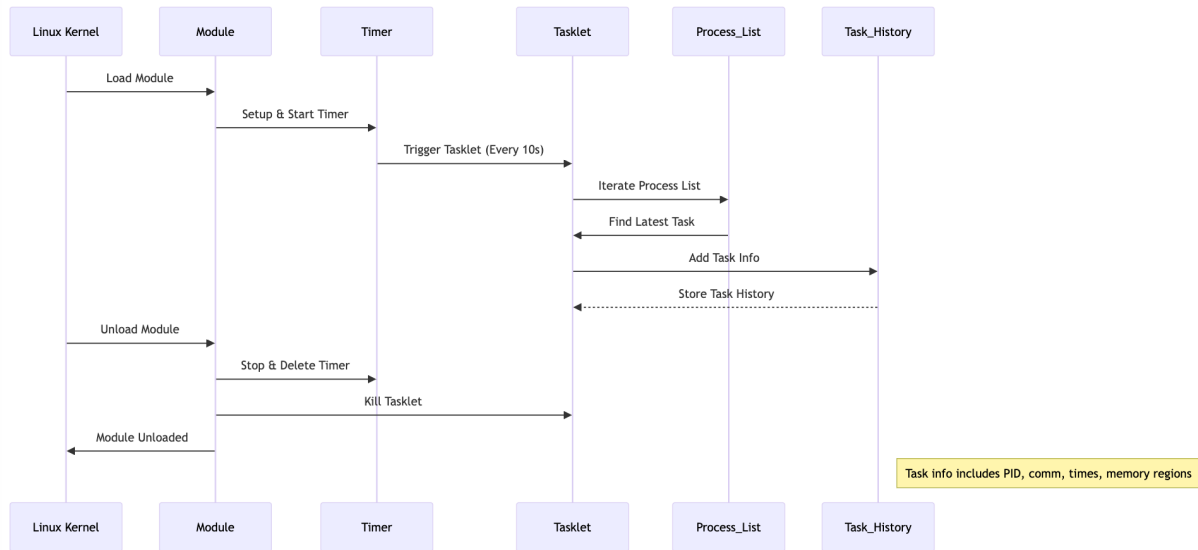 Linux Kernel
Module
Timer
Tasklet
Process_List
Task_History
Load Module
Setup & Start Timer
Trigger Tasklet (Every 10s)
Iterate Process List
Find Latest Task
Add Task Info
Store Task History
Unload Module
Stop & Delete Timer
Kill Tasklet
Module Unloaded
Task info includes PID, comm, times, memory regions
Linux Kernel
Module
Timer
Tasklet
Process_List
Task_History